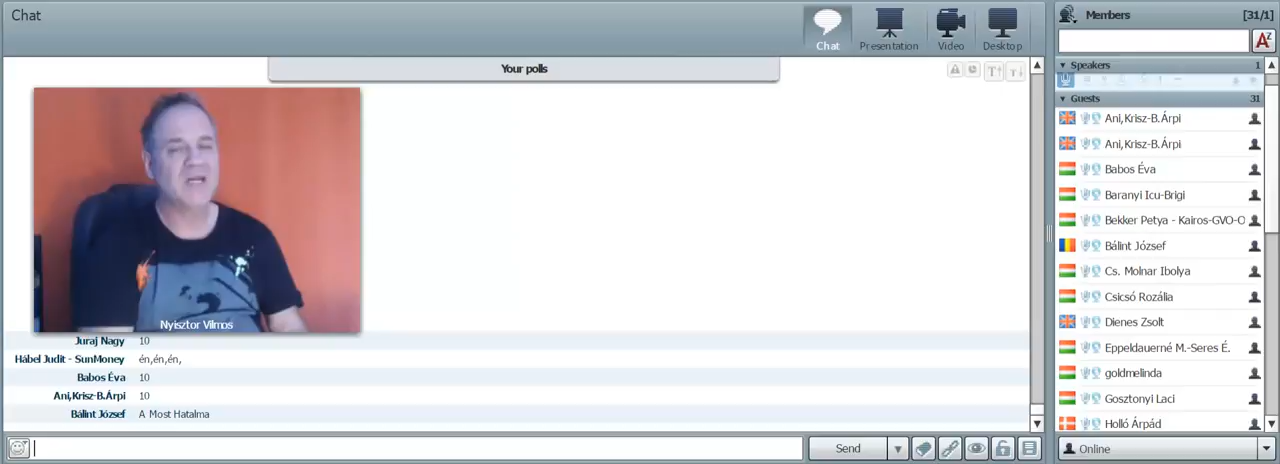 Chat
Chat
Presentation
Video
Desktop
Your polls
Nyisztor Vilmos
Juraj Nagy 10
Hábel Judit - SunMoney én,én,én,
Babos Éva 10
Ani,Krisz-B.Árpi 10
Bálint József A Most Hatalma
Send
Members [31/1]
Speakers 1
Guests 31
Ani,Krisz-B.Árpi
Ani,Krisz-B.Árpi
Babos Éva
Baranyi Icu-Brigi
Bekker Petya - Kairos-GVO-O
Bálint József
Cs. Molnar Ibolya
Csicsó Rozália
Dienes Zsolt
Eppeldauerné M.-Seres É.
goldmelinda
Gosztonyi Laci
Holló Árpád
Online